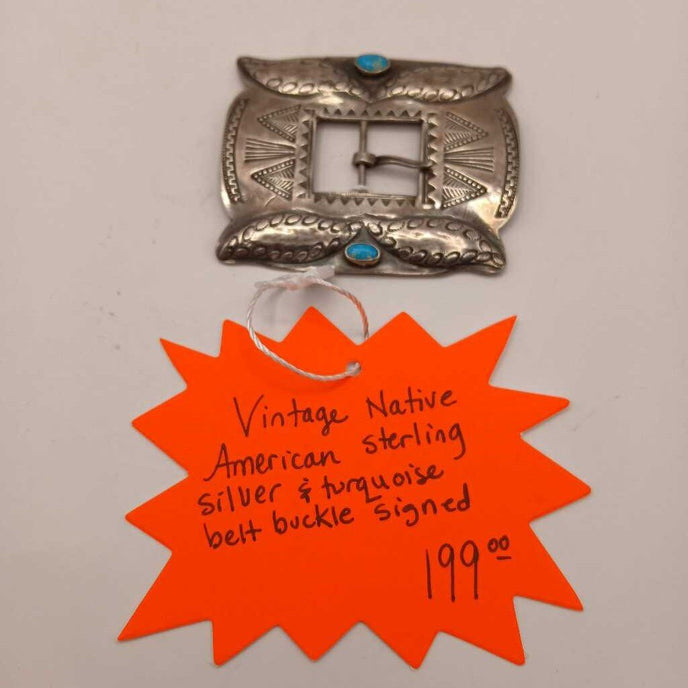 Vintage Native
American sterling
silver & turquoise
belt buckle signed
199.00